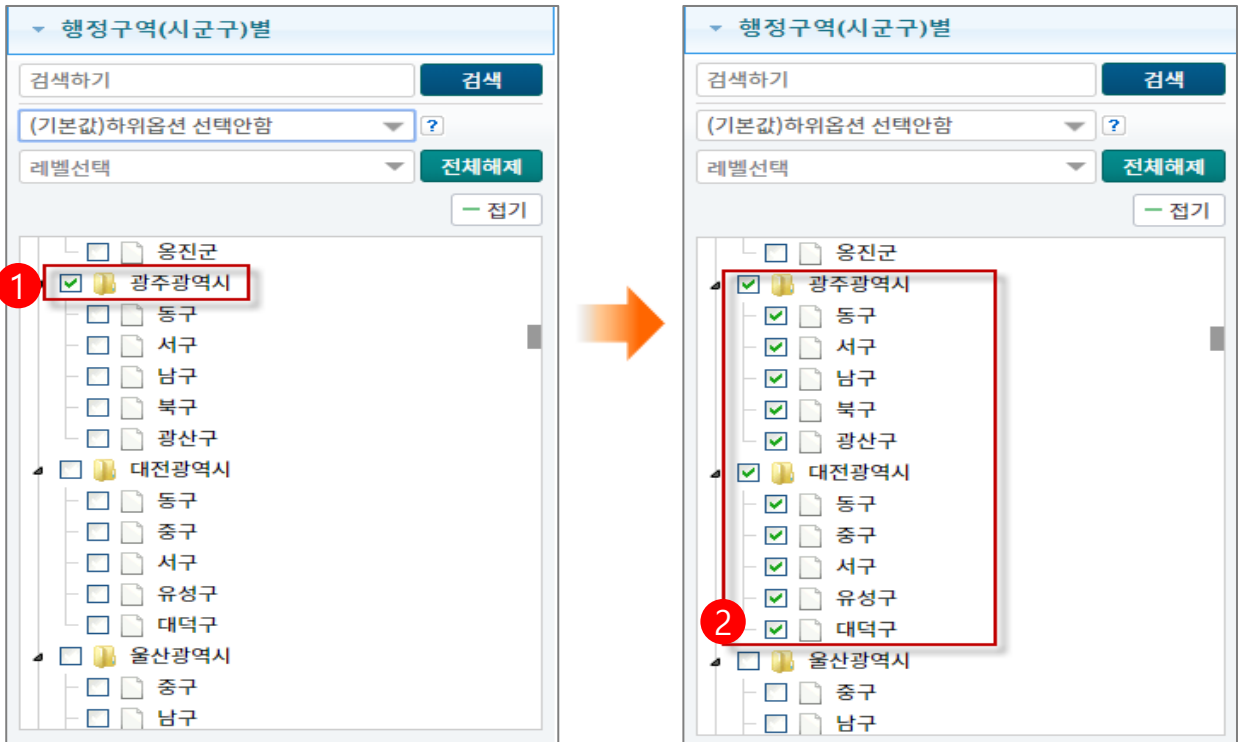 행정구역(시군구)별
검색하기 검색
(기본값)하위옵션 선택안함 ?
레벨선택 전체해제
접기
옹진군
1 광주광역시
동구
서구
남구
북구
광산구
대전광역시
동구
중구
서구
유성구
대덕구
울산광역시
중구
남구
행정구역(시군구)별
검색하기 검색
(기본값)하위옵션 선택안함 ?
레벨선택 전체해제
접기
옹진군
광주광역시
동구
서구
남구
북구
광산구
대전광역시
동구
중구
서구
유성구
2 대덕구
울산광역시
중구
남구